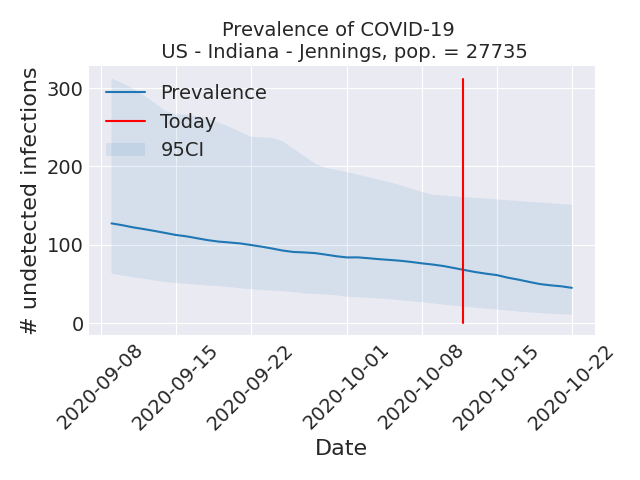 Prevalence of COVID-19
US - Indiana - Jennings, pop. = 27735
# undetected infections
300
200
100
0
Prevalence
Today
95CI
2020-09-08
2020-09-15
2020-09-22
2020-10-01
2020-10-08
2020-10-15
2020-10-22
Date